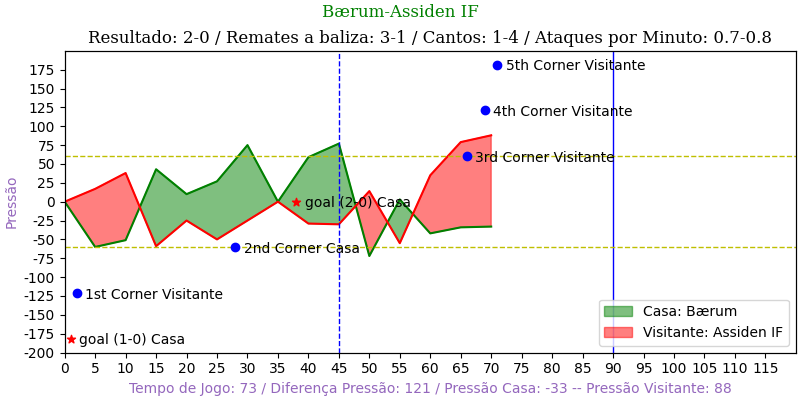 Bærum-Assiden IF
Resultado: 2-0 / Remates a baliza: 3-1 / Cantos: 1-4 / Ataques por Minuto: 0.7-0.8
Pressão
175
150
125
100
75
50
25
0
-25
-50
-75
-100
-125
-150
-175
-200
5th Corner Visitante
4th Corner Visitante
3rd Corner Visitante
goal (2-0) Casa
2nd Corner Casa
1st Corner Visitante
goal (1-0) Casa
Casa: Bærum
Visitante: Assiden IF
0 5 10 15 20 25 30 35 40 45 50 55 60 65 70 75 80 85 90 95 100 105 110 115
Tempo de Jogo: 73 / Diferença Pressão: 121 / Pressão Casa: -33 -- Pressão Visitante: 88